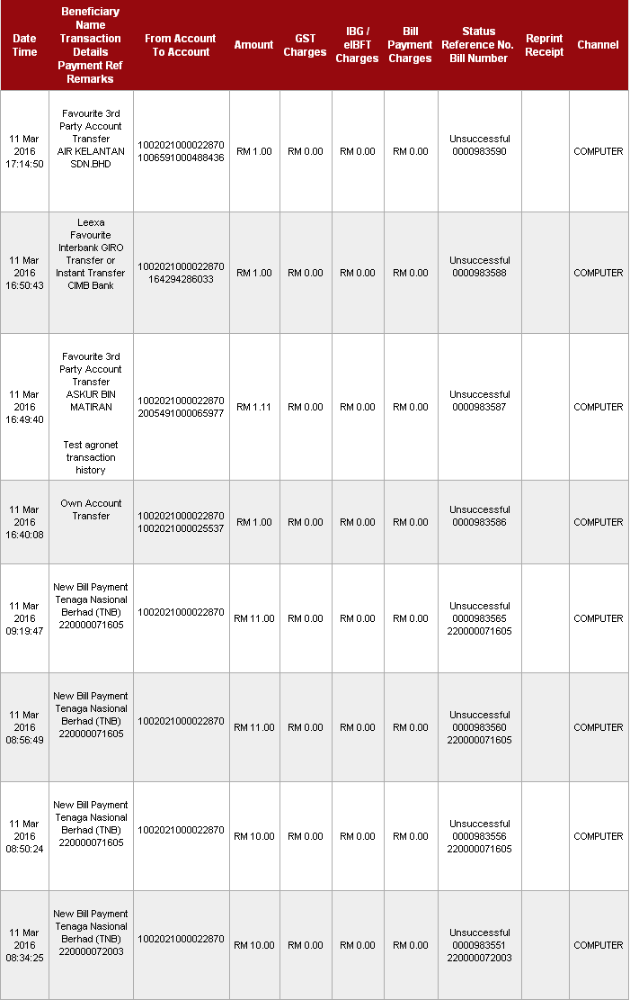 Date
Time
Beneficiary
Name
Transaction
Details
Payment Ref
Remarks
From Account
To Account
Amount
GST
Charges
IBG /
eIBFT
Charges
Bill
Payment
Charges
Status
Reference No.
Bill Number
Reprint
Receipt
Channel
11 Mar
2016
17:14:50
Favourite 3rd
Party Account
Transfer
AIR KELANTAN
SDN.BHD
1002021000022870
1006591000488436
RM 1.00
RM 0.00
RM 0.00
RM 0.00
Unsuccessful
0000983590
COMPUTER
11 Mar
2016
16:50:43
Leexa
Favourite
Interbank GIRO
Transfer or
Instant Transfer
CIMB Bank
1002021000022870
164294286033
RM 1.00
RM 0.00
RM 0.00
RM 0.00
Unsuccessful
0000983588
COMPUTER
11 Mar
2016
16:49:40
Favourite 3rd
Party Account
Transfer
ASKUR BIN
MATIRAN
Test agronet
transaction
history
1002021000022870
2005491000065977
RM 1.11
RM 0.00
RM 0.00
RM 0.00
Unsuccessful
0000983587
COMPUTER
11 Mar
2016
16:40:08
Own Account
Transfer
1002021000022870
1002021000025537
RM 1.00
RM 0.00
RM 0.00
RM 0.00
Unsuccessful
0000983586
COMPUTER
11 Mar
2016
09:19:47
New Bill Payment
Tenaga Nasional
Berhad (TNB)
220000071605
1002021000022870
RM 11.00
RM 0.00
RM 0.00
RM 0.00
Unsuccessful
0000983565
220000071605
COMPUTER
11 Mar
2016
08:56:49
New Bill Payment
Tenaga Nasional
Berhad (TNB)
220000071605
1002021000022870
RM 11.00
RM 0.00
RM 0.00
RM 0.00
Unsuccessful
0000983560
220000071605
COMPUTER
11 Mar
2016
08:50:24
New Bill Payment
Tenaga Nasional
Berhad (TNB)
220000071605
1002021000022870
RM 10.00
RM 0.00
RM 0.00
RM 0.00
Unsuccessful
0000983556
220000071605
COMPUTER
11 Mar
2016
08:34:25
New Bill Payment
Tenaga Nasional
Berhad (TNB)
220000072003
1002021000022870
RM 10.00
RM 0.00
RM 0.00
RM 0.00
Unsuccessful
0000983551
220000072003
COMPUTER